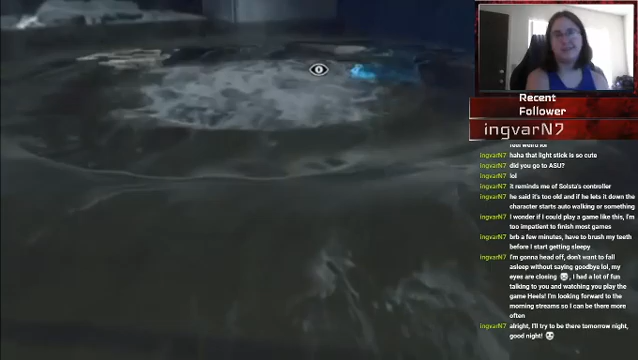 Recent
Follower
ingvarN7
feel weird lol
ingvarN7 haha that light stick is so cute
ingvarN7 did you go to ASU?
ingvarN7 lol
ingvarN7 it reminds me of Solsta's controller
ingvarN7 he said it's too old and if he lets it down the
character starts auto walking or something
ingvarN7 I wonder if I could play a game like this, I'm
too impatient to finish most games
ingvarN7 brb a few minutes, have to brush my teeth
before I start getting sleepy
ingvarN7 I'm gonna head off, don't want to fall
asleep without saying goodbye lol, my
eyes are closing , I had a lot of fun
talking to you and watching you play the
game Heels! I'm looking forward to the
morning streams so I can be there more
often
ingvarN7 alright, I'll try to be there tomorrow night,
good night!